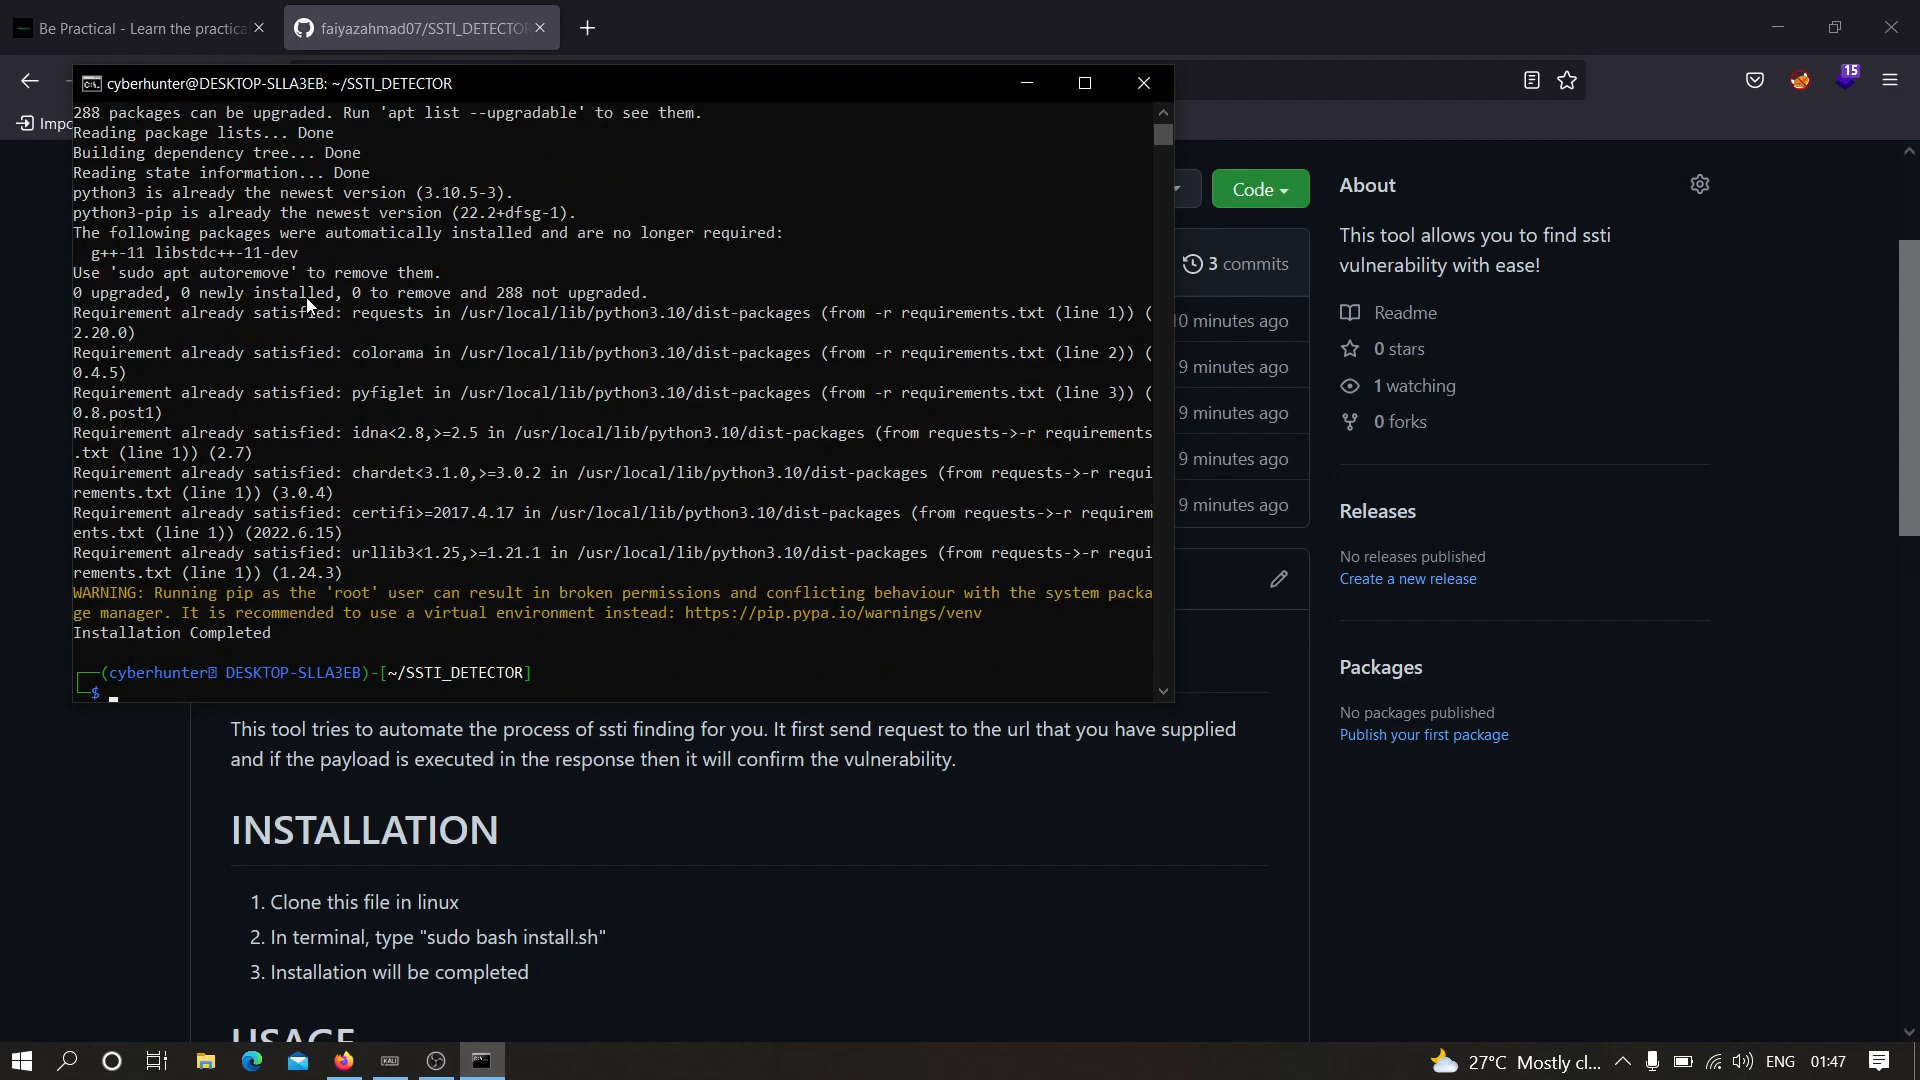 Be Practical - Learn the practica
faiyazahmad07/SSTI_DETECTOR
15
Impo
cyberhunter@DESKTOP-SLLA3EB: ~/SSTI_DETECTOR
288 packages can be upgraded. Run 'apt list --upgradable' to see them.
Reading package lists... Done
Building dependency tree... Done
Reading state information... Done
python3 is already the newest version (3.10.5-3).
python3-pip is already the newest version (22.2+dfsg-1).
The following packages were automatically installed and are no longer required:
g++-11 libstdc++-11-dev
Use 'sudo apt autoremove' to remove them.
0 upgraded, 0 newly installed, 0 to remove and 288 not upgraded.
Requirement already satisfied: requests in /usr/local/lib/python3.10/dist-packages (from -r requirements.txt (line 1)) (
2.20.0)
Requirement already satisfied: colorama in /usr/local/lib/python3.10/dist-packages (from -r requirements.txt (line 2)) (
0.4.5)
Requirement already satisfied: pyfiglet in /usr/local/lib/python3.10/dist-packages (from -r requirements.txt (line 3)) (
0.8.post1)
Requirement already satisfied: idna<2.8,>=2.5 in /usr/local/lib/python3.10/dist-packages (from requests->-r requirements
.txt (line 1)) (2.7)
Requirement already satisfied: chardet<3.1.0,>=3.0.2 in /usr/local/lib/python3.10/dist-packages (from requests->-r requi
rements.txt (line 1)) (3.0.4)
Requirement already satisfied: certifi>=2017.4.17 in /usr/local/lib/python3.10/dist-packages (from requests->-r requirem
ents.txt (line 1)) (2022.6.15)
Requirement already satisfied: urllib3<1.25,>=1.21.1 in /usr/local/lib/python3.10/dist-packages (from requests->-r requi
rements.txt (line 1)) (1.24.3)
WARNING: Running pip as the 'root' user can result in broken permissions and conflicting behaviour with the system packa
ge manager. It is recommended to use a virtual environment instead: https://pip.pypa.io/warnings/venv
Installation Completed
(cyberhunter DESKTOP-SLLA3EB)-[~/SSTI_DETECTOR]
$
Code
3 commits
10 minutes ago
9 minutes ago
9 minutes ago
9 minutes ago
9 minutes ago
About
This tool allows you to find ssti
vulnerability with ease!
Readme
0 stars
1 watching
0 forks
Releases
No releases published
Create a new release
Packages
No packages published
Publish your first package
This tool tries to automate the process of ssti finding for you. It first send request to the url that you have supplied
and if the payload is executed in the response then it will confirm the vulnerability.
INSTALLATION
1. Clone this file in linux
2. In terminal, type "sudo bash install.sh"
3. Installation will be completed
USAGE
KALI
27°C Mostly cl...
ENG
01:47